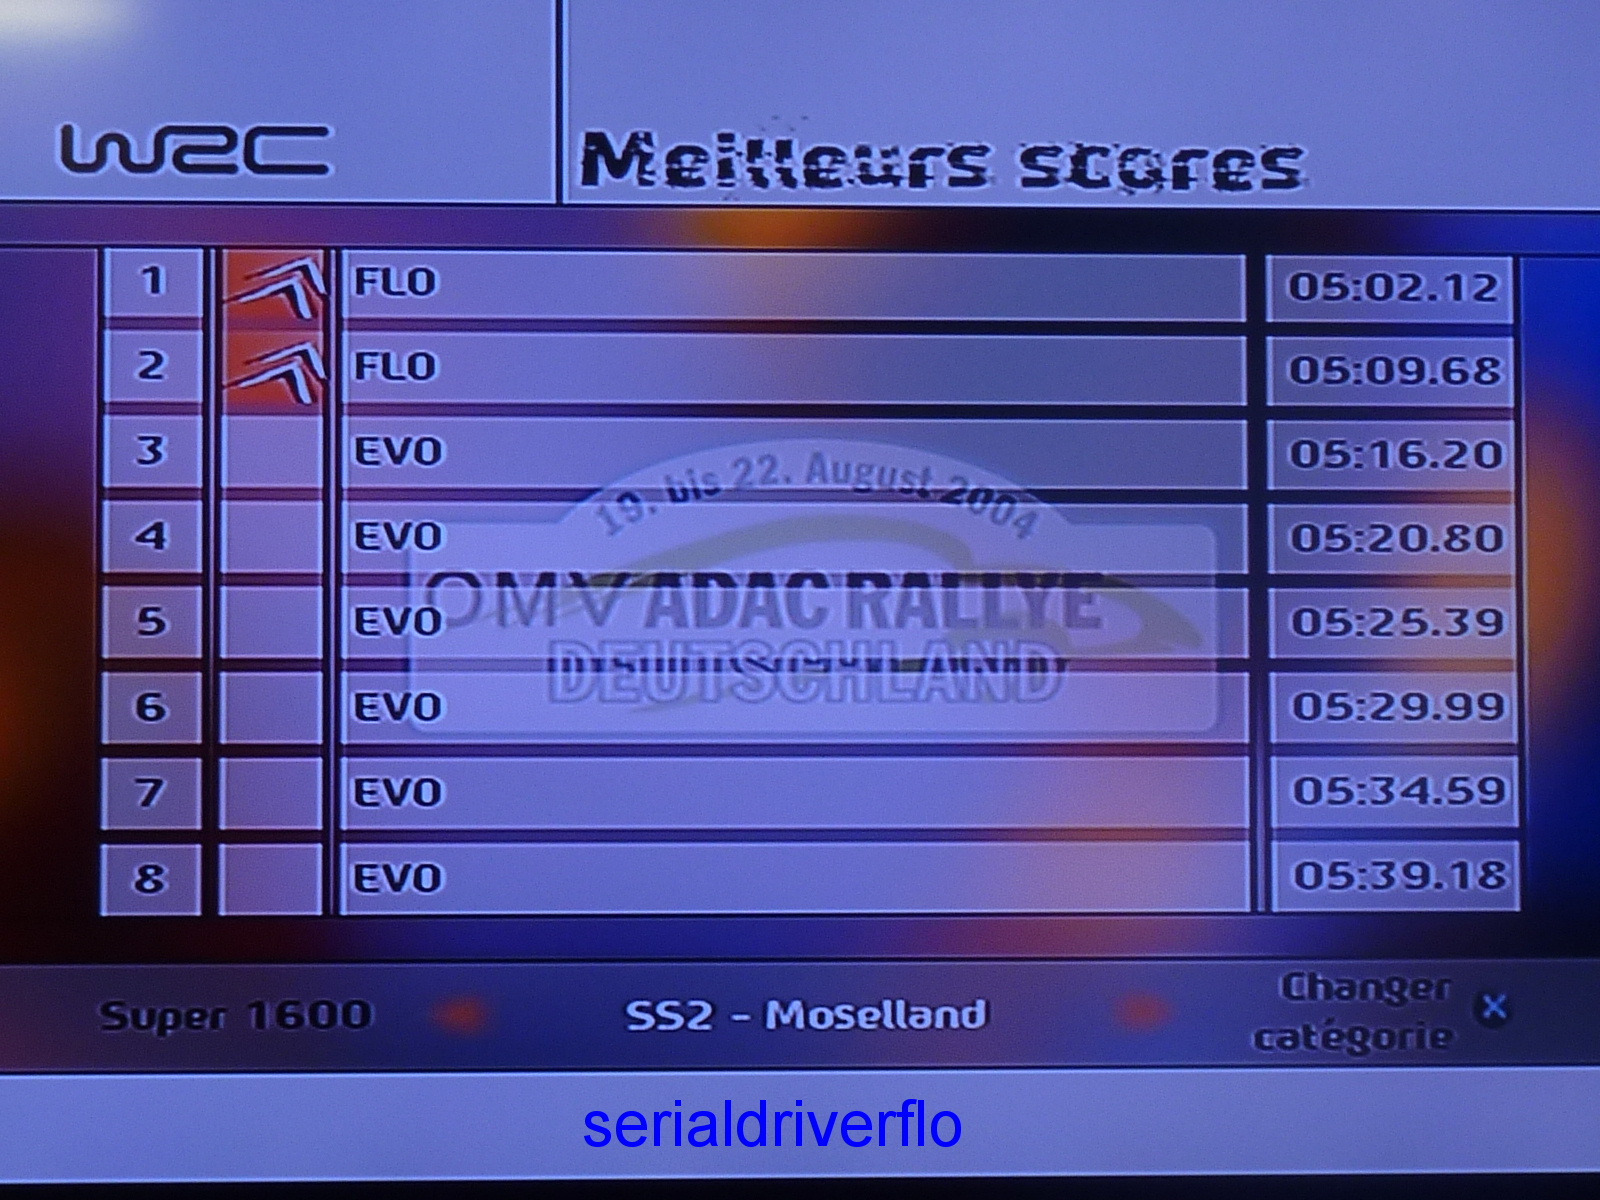 WRC
Meilleurs scores
1 FLO 05:02.12
2 FLO 05:09.68
3 EVO 05:16.20
4 EVO 05:20.80
5 EVO 05:25.39
6 EVO 05:29.99
7 EVO 05:34.59
8 EVO 05:39.18
19. bis 22. August 2004
OMV ADAC RALLYE
DEUTSCHLAND
Super 1600
SS2 - Moselland
Changer
catégorie X
serialdriverflo